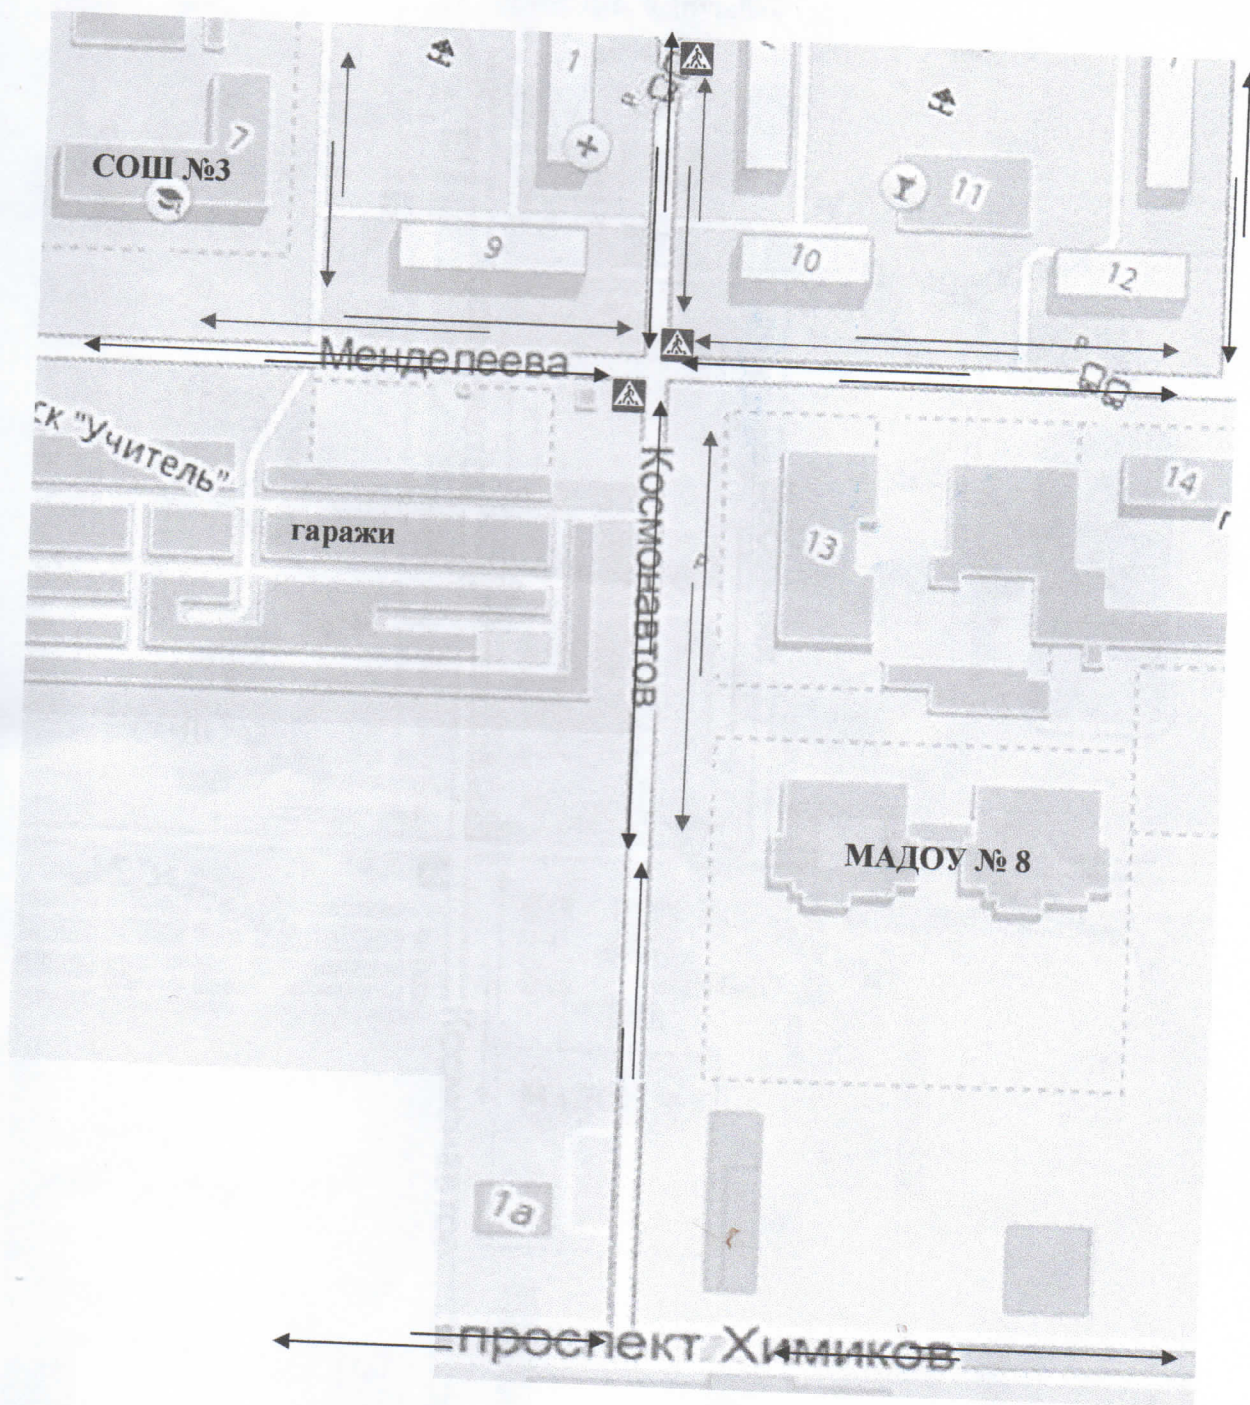 1
7
СОШ №3
11
9
10
12
Менделеева
ск "Учитель"
Космонавтов
14
гаражи
13
МАДОУ № 8
1а
проспект Химиков